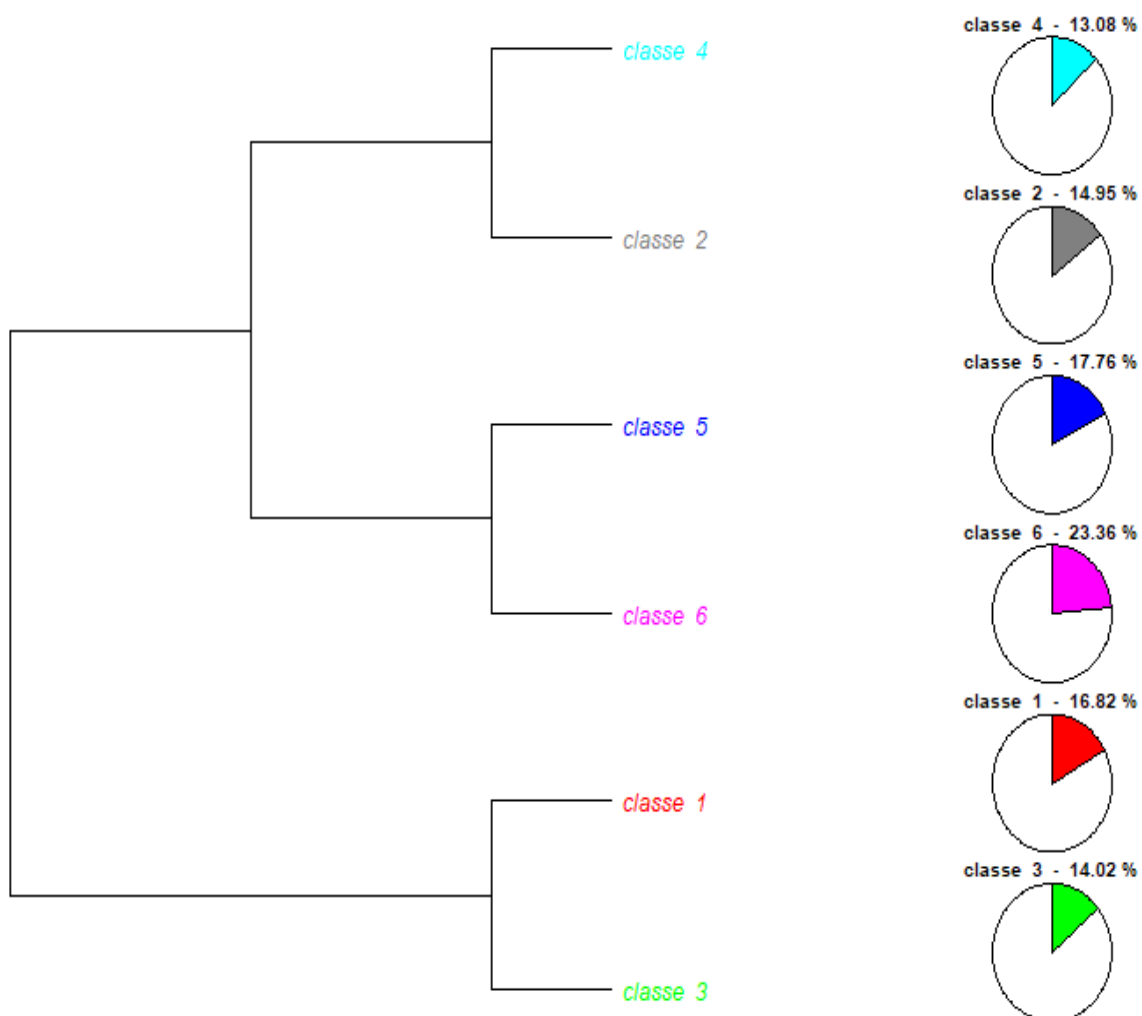 classe 4 - 13.08 %
classe 4
classe 2 - 14.95 %
classe 2
classe 5 - 17.76 %
classe 5
classe 6 - 23.36 %
classe 6
classe 1 - 16.82 %
classe 1
classe 3 - 14.02 %
classe 3